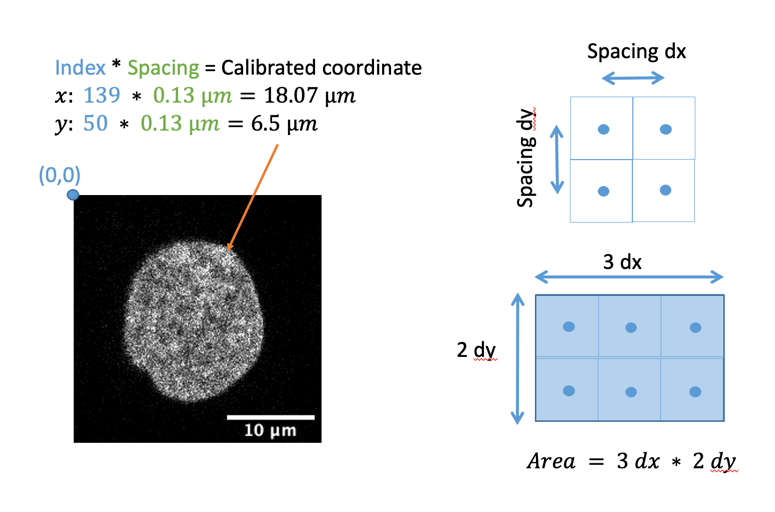 Index * Spacing = Calibrated coordinate
x: 139 * 0.13 µm = 18.07 µm
y: 50 * 0.13 µm = 6.5 µm
(0,0)
10 µm
Spacing dx
Spacing dy
3 dx
2 dy
Area = 3 dx * 2 dy